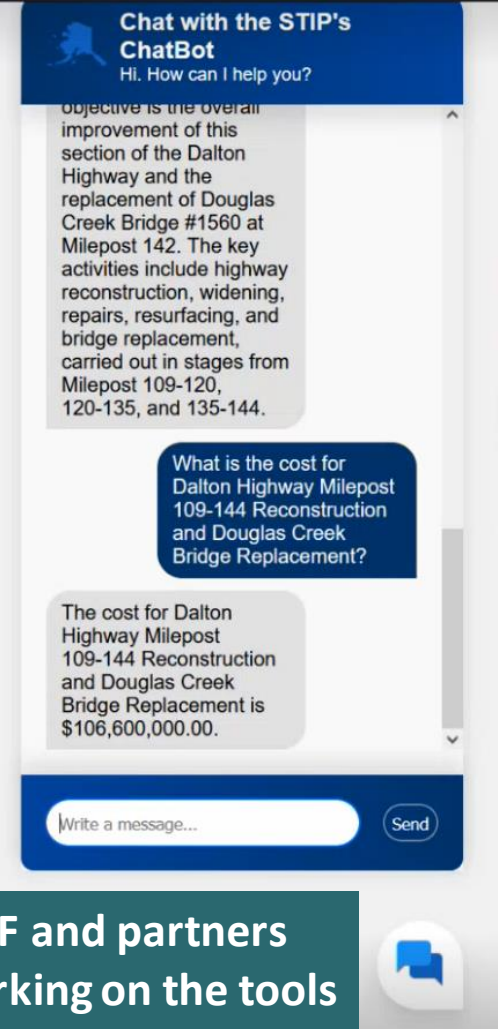 Chat with the STIP's
ChatBot
Hi. How can I help you?
objective is the overall
improvement of this
section of the Dalton
Highway and the
replacement of Douglas
Creek Bridge #1560 at
Milepost 142. The key
activities include highway
reconstruction, widening,
repairs, resurfacing, and
bridge replacement,
carried out in stages from
Milepost 109-120,
120-135, and 135-144.
What is the cost for
Dalton Highway Milepost
109-144 Reconstruction
and Douglas Creek
Bridge Replacement?
The cost for Dalton
Highway Milepost
109-144 Reconstruction
and Douglas Creek
Bridge Replacement is
$106,600,000.00.
Write a message...
Send
F and partners
rking on the tools